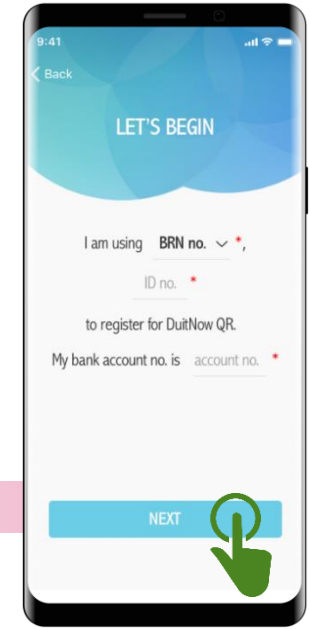 9:41
Back
LET'S BEGIN
I am using BRN no. *,
ID no. *
to register for DuitNow QR.
My bank account no. is account no. *
NEXT